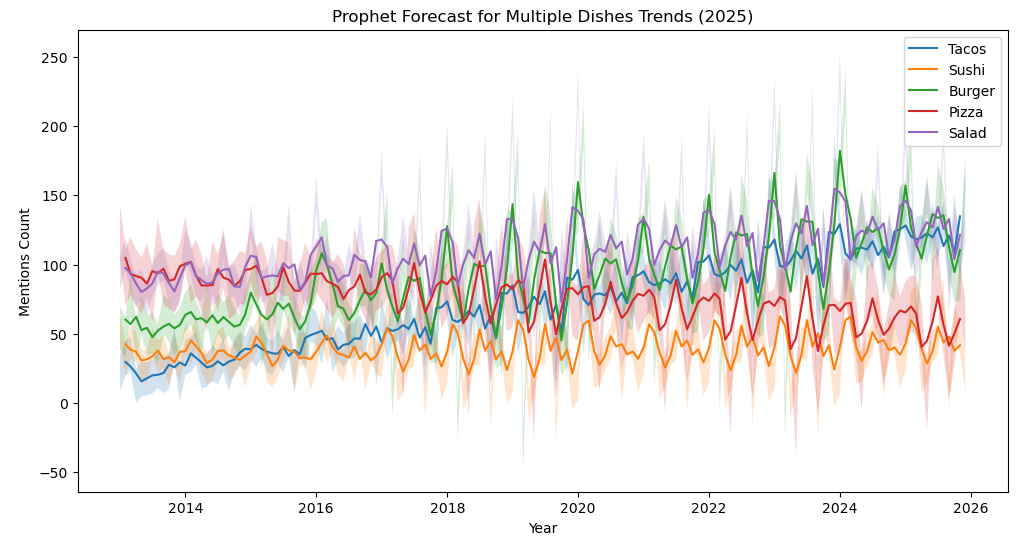 Prophet Forecast for Multiple Dishes Trends (2025)
Tacos
Sushi
Burger
Pizza
Salad
250
200
150
100
50
0
−50
Mentions Count
2014 2016 2018 2020 2022 2024 2026
Year